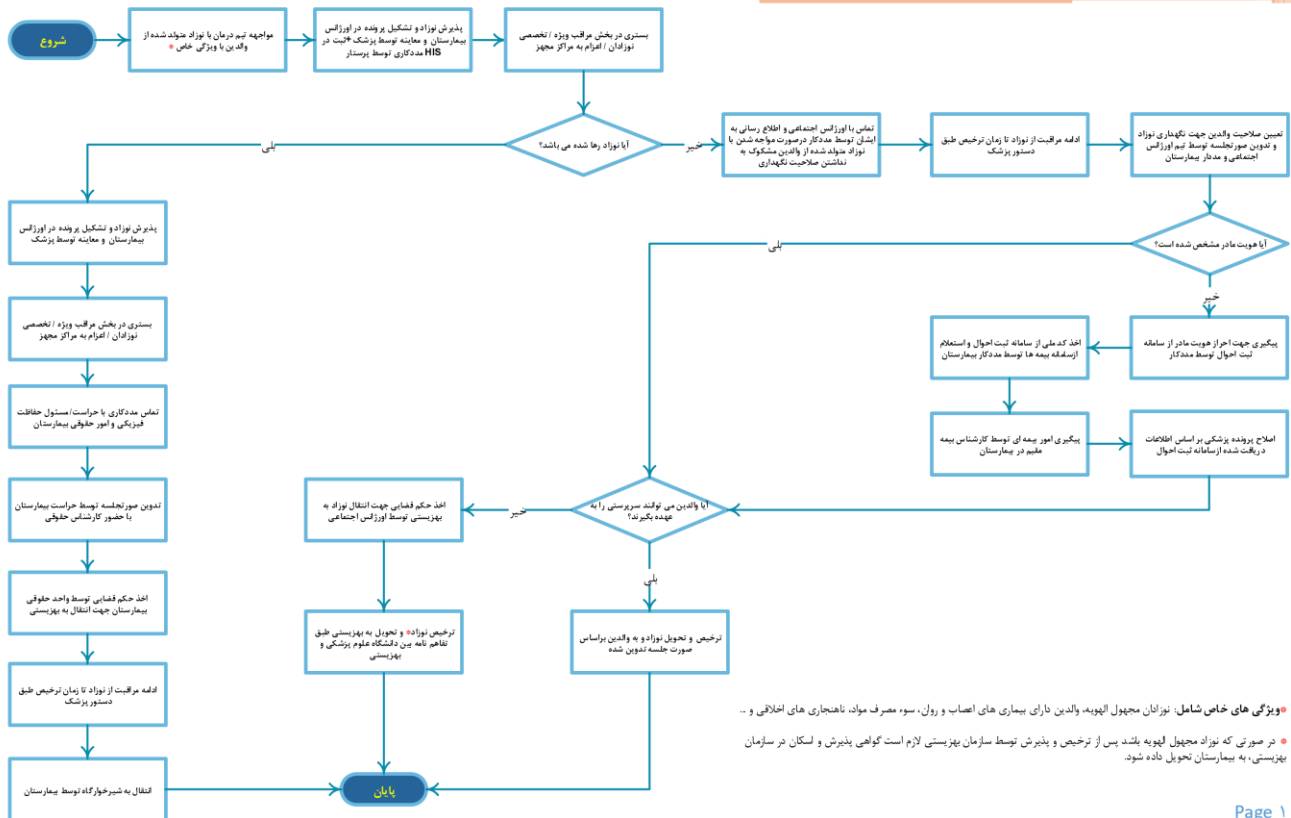 شروع
مواجهه تیم درمان با نوزاد متولد شده از
والدین با ویژگی خاص *
پذیرش نوزاد و تشکیل پرونده در اورژانس
بیمارستان و معاینه توسط پزشک +ثبت در
HIS مددکاری توسط پرستار
بستری در بخش مراقب ویژه / تخصصی
نوزادان / اعزام به مراکز مجهز
آیا نوزاد رها شده می باشد؟
بلی
خیر
تماس با اورژانس اجتماعی و اطلاع رسانی به
ایشان توسط مددکار درصورت مواجه شدن با
نوزاد متولد شده از والدین مشکوک به
نداشتن صلاحیت نگهداری
ادامه مراقبت از نوزاد تا زمان ترخیص طبق
دستور پزشک
تعیین صلاحیت والدین جهت نگهداری نوزاد
و تدوین صورتجلسه توسط تیم اورژانس
اجتماعی و مددار بیمارستان
آیا هویت مادر مشخص شده است؟
بلی
خیر
پیگیری جهت احراز هویت مادر از سامانه
ثبت احوال توسط مددکار
اخذ کد ملی از سامانه ثبت احوال و استعلام
ازسامانه بیمه ها توسط مددکار بیمارستان
پیگیری امور بیمه ای توسط کارشناس بیمه
مقیم در بیمارستان
اصلاح پرونده پزشکی بر اساس اطلاعات
دریافت شده ازسامانه ثبت احوال
آیا والدین می توانند سرپرستی را به
عهده بگیرند؟
خیر
بلی
اخذ حکم قضایی جهت انتقال نوزاد به
بهزیستی توسط اورژانس اجتماعی
ترخیص نوزاد* و تحویل به بهزیستی طبق
تفاهم نامه بین دانشگاه علوم پزشکی و
بهزیستی
ترخیص و تحویل نوزاد و به والدین براساس
صورت جلسه تدوین شده
پذیرش نوزاد و تشکیل پرونده در اورژانس
بیمارستان و معاینه توسط پزشک
بستری در بخش مراقب ویژه / تخصصی
نوزادان / اعزام به مراکز مجهز
تماس مددکاری با حراست/مسئول حفاظت
فیزیکی و امور حقوقی بیمارستان
تدوین صورتجلسه توسط حراست بیمارستان
با حضور کارشناس حقوقی
اخذ حکم قضایی توسط واحد حقوقی
بیمارستان جهت انتقال به بهزیستی
ادامه مراقبت از نوزاد تا زمان ترخیص طبق
دستور پزشک
انتقال به شیرخوارگاه توسط بیمارستان
پایان
*ویژگی های خاص شامل: نوزادان مجهول الهویه، والدین دارای بیماری های اعصاب و روان، سوء مصرف مواد، ناهنجاری های اخلاقی و ...
* در صورتی که نوزاد مجهول الهویه باشد پس از ترخیص و پذیرش توسط سازمان بهزیستی لازم است گواهی پذیرش و اسکان در سازمان
بهزیستی، به بیمارستان تحویل داده شود.
Page ۱